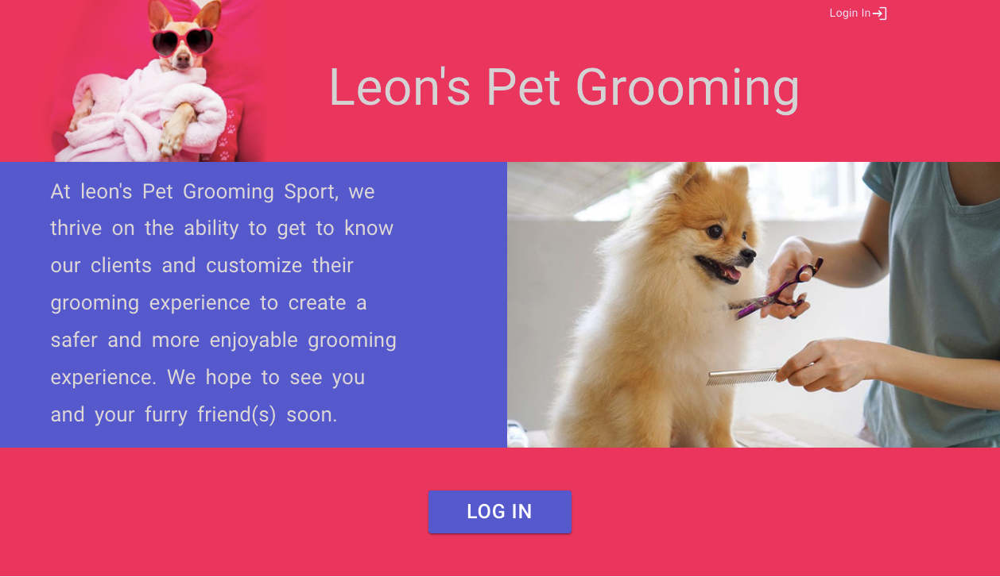 Login In
Leon's Pet Grooming
At leon's Pet Grooming Sport, we
thrive on the ability to get to know
our clients and customize their
grooming experience to create a
safer and more enjoyable grooming
experience. We hope to see you
and your furry friend(s) soon.
LOG IN